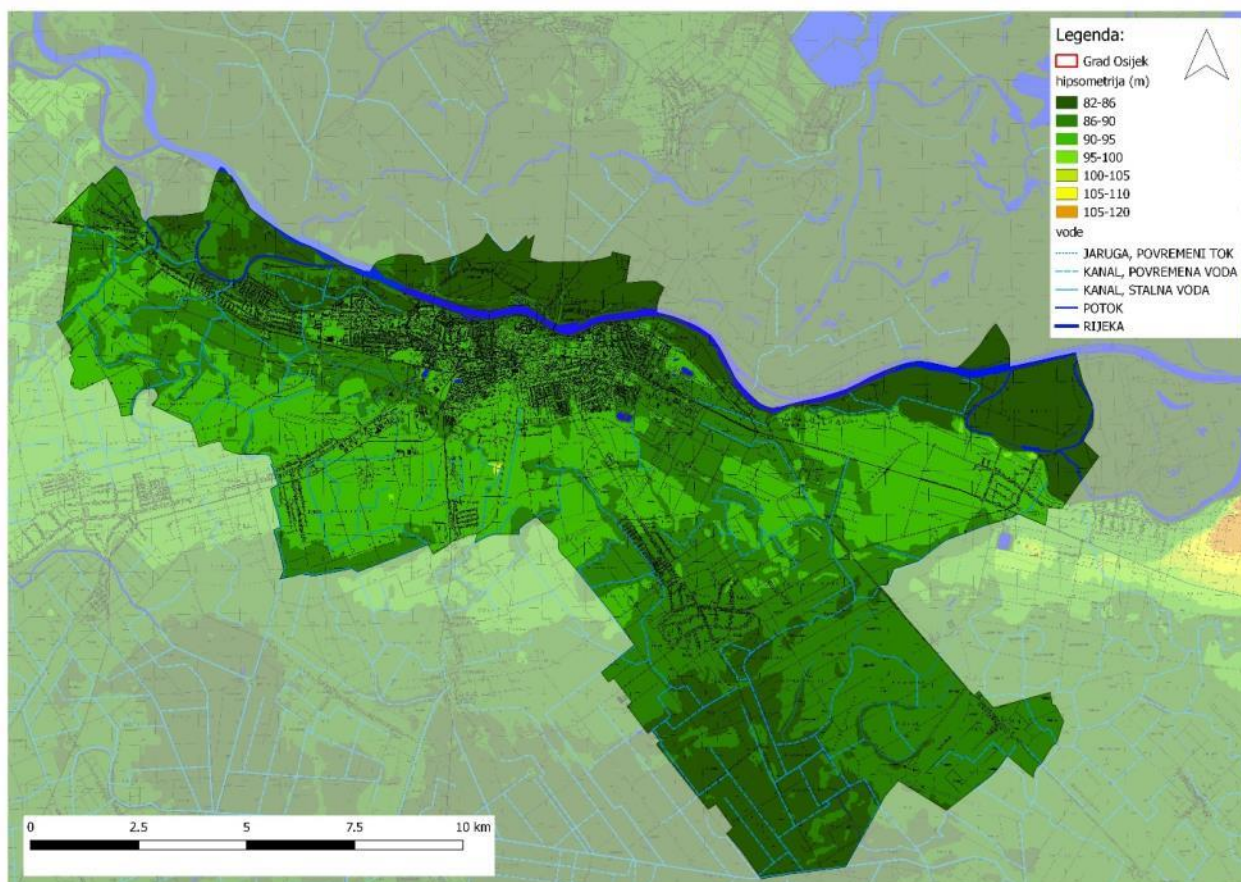 Legenda:
Grad Osijek
hipsometrija (m)
82-86
86-90
90-95
95-100
100-105
105-110
105-120
vode
JARUGA, POVREMENI TOK
KANAL, POVREMENA VODA
KANAL, STALNA VODA
POTOK
RIJEKA
0 2.5 5 7.5 10 km